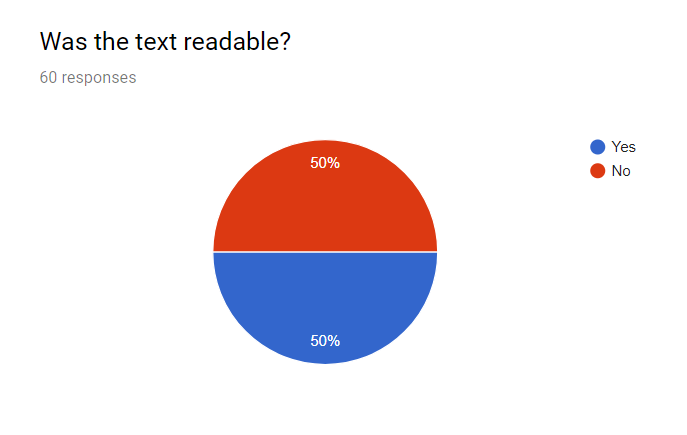 Was the text readable?
60 responses
50%
Yes
No
50%